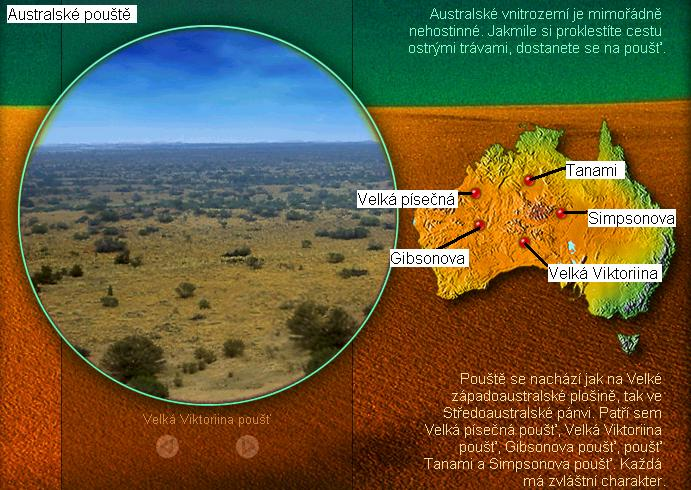 Australské pouště
Australské vnitrozemí je mimořádně
nehostinné. Jakmile si proklestíte cestu
ostrými trávami, dostanete se na poušť.
Tanami
Velká písečná
Simpsonova
Gibsonova
Velká Viktoriina
Velká Viktoriina poušť
Pouště se nachází jak na Velké
západoaustralské plošině, tak ve
Středoaustralské pánvi. Patří sem
Velká písečná poušť, Velká Viktoriina
poušť, Gibsonova poušť, poušť
Tanami a Simpsonova poušť. Každá
má zvláštní charakter.